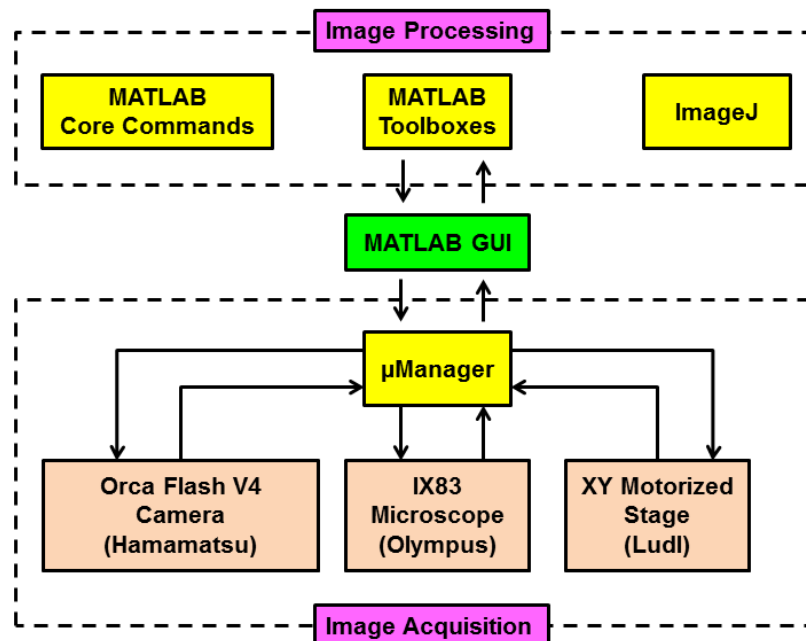 Image Processing
MATLAB
Core Commands
MATLAB
Toolboxes
ImageJ
MATLAB GUI
µManager
Orca Flash V4
Camera
(Hamamatsu)
IX83
Microscope
(Olympus)
XY Motorized
Stage
(Ludl)
Image Acquisition